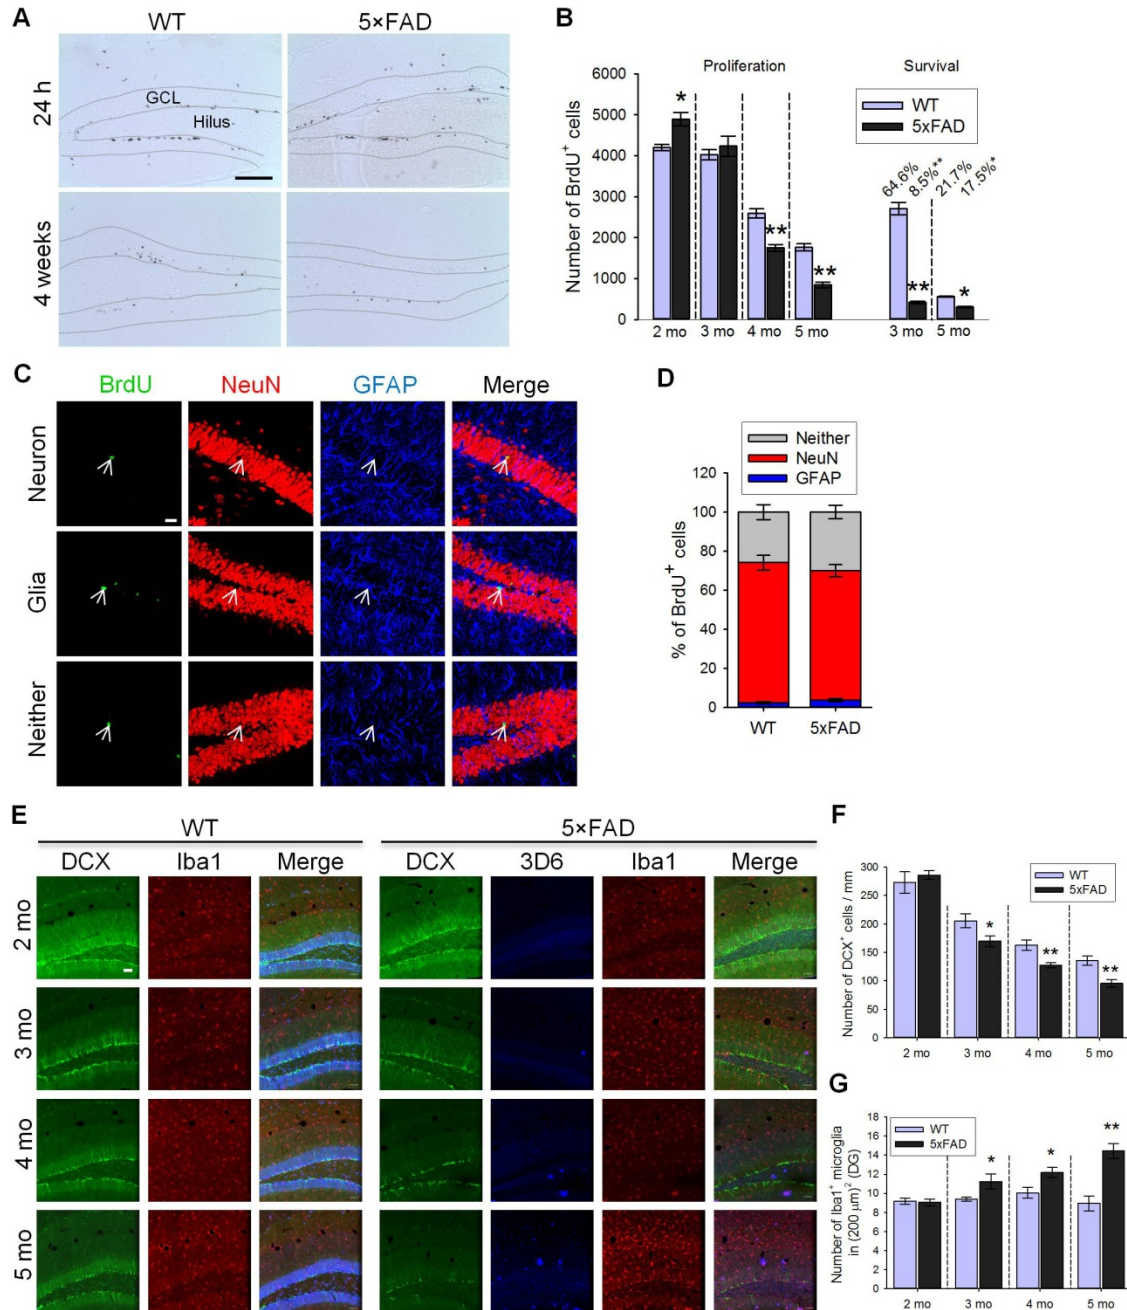 A
WT
5×FAD
24 h
GCL
Hilus
4 weeks
B
Proliferation
Survival
Number of BrdU⁺ cells
6000
5000
4000
3000
2000
1000
0
WT
5xFAD
*
**
**
64.6%
8.5%**
21.7%
17.5%*
**
*
2 mo
3 mo
4 mo
5 mo
3 mo
5 mo
C
BrdU
NeuN
GFAP
Merge
Neuron
Glia
Neither
D
Neither
NeuN
GFAP
% of BrdU⁺ cells
120
100
80
60
40
20
0
WT
5xFAD
E
WT
5×FAD
DCX
Iba1
Merge
DCX
3D6
Iba1
Merge
2 mo
3 mo
4 mo
5 mo
F
Number of DCX⁺ cells / mm
300
250
200
150
100
50
0
WT
5xFAD
*
**
**
2 mo
3 mo
4 mo
5 mo
G
Number of Iba1⁺ microglia
in (200 µm)² (DG)
18
16
14
12
10
8
6
4
2
0
WT
5xFAD
*
*
**
2 mo
3 mo
4 mo
5 mo